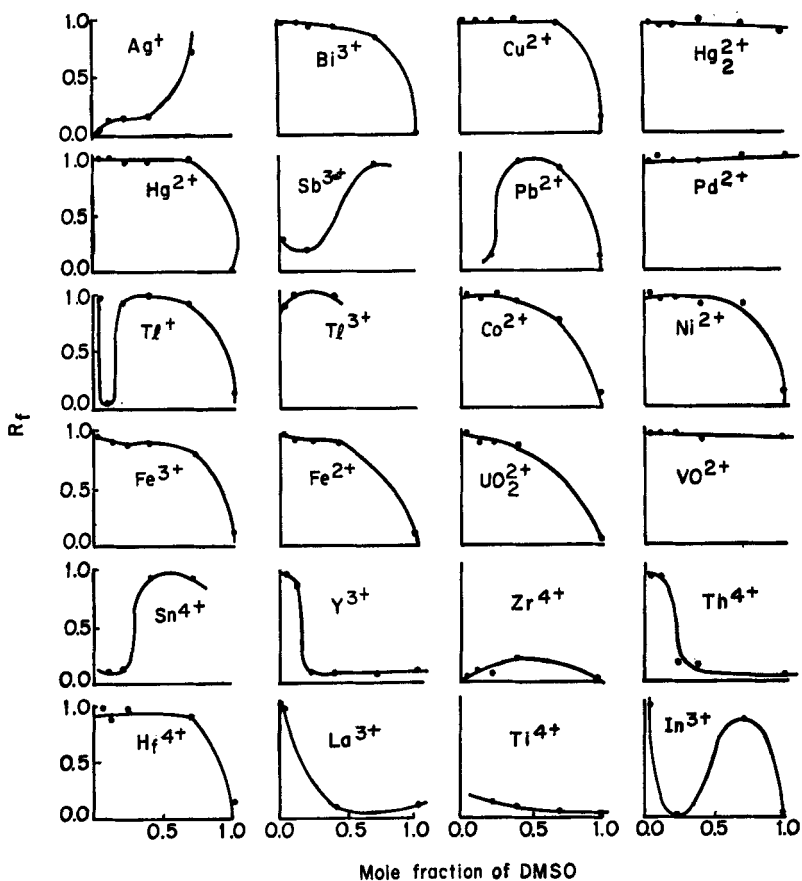 1.0 Ag+ Bi3+ Cu2+ Hg2+2
0.5
0.0
1.0 Hg2+ Sb3+ Pb2+ Pd2+
0.5
0.0
1.0 Tl+ Tl3+ Co2+ Ni2+
0.5
0.0
Rf
1.0 Fe3+ Fe2+ UO2+2 VO2+
0.5
0.0
1.0 Sn4+ Y3+ Zr4+ Th4+
0.5
0.0
1.0 Hf4+ La3+ Ti4+ In3+
0.5
0.0
0.5 1.0 0.0 0.5 1.0 0.0 0.5 1.0 0.0 0.5 1.0
Mole fraction of DMSO